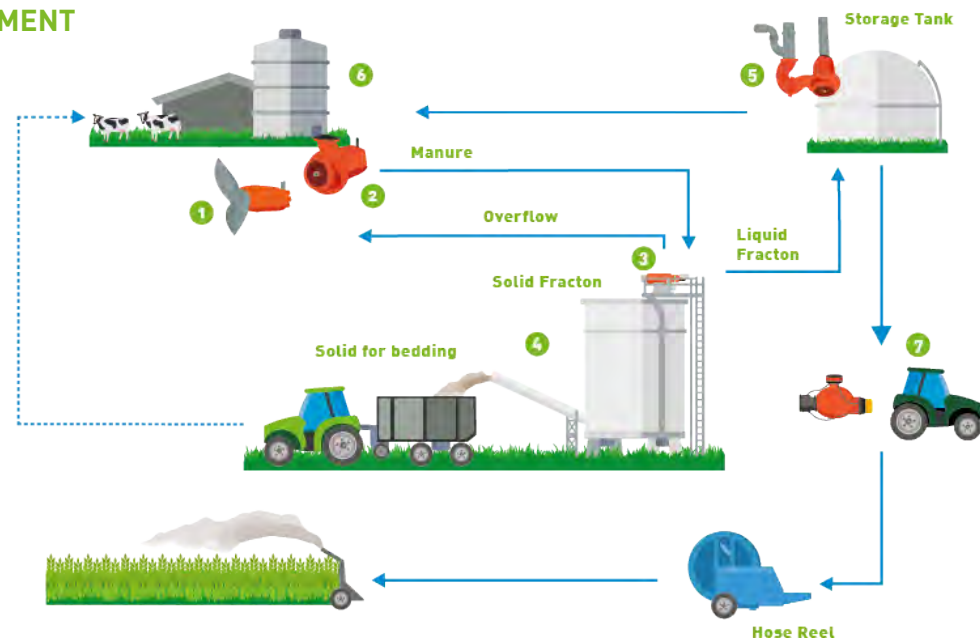 MENT
Storage Tank
5
6
Manure
2
1
Overflow
Liquid
Fracton
3
Solid Fracton
4
Solid for bedding
7
Hose Reel